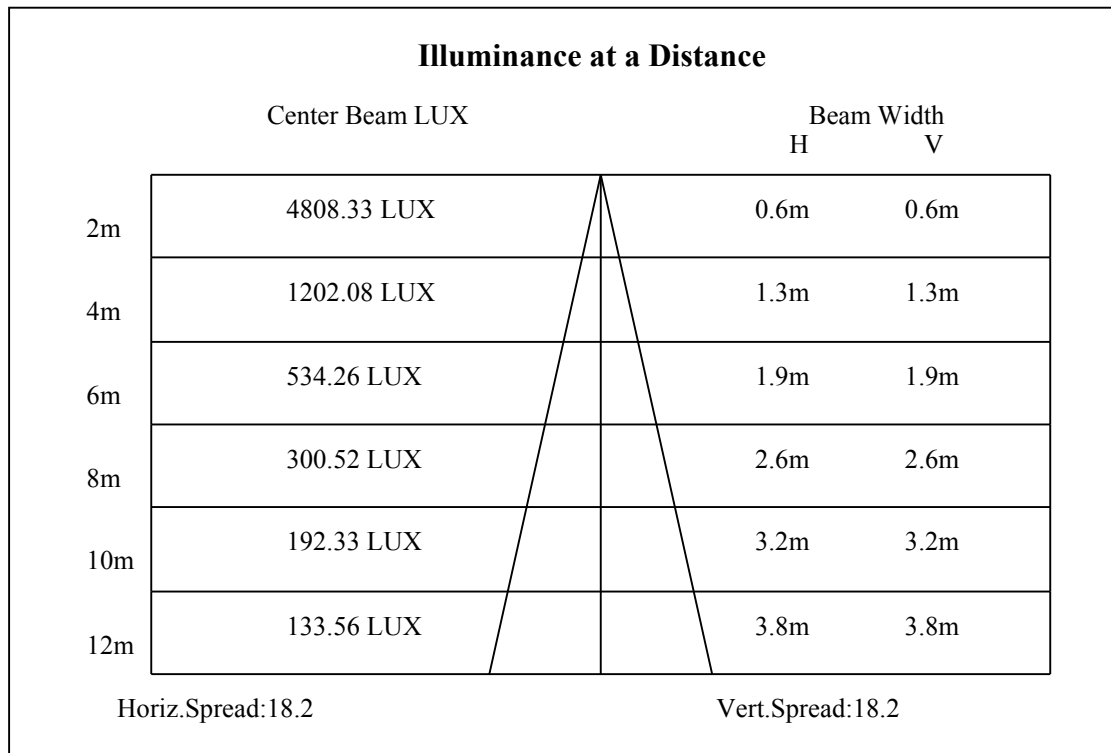 Illuminance at a Distance
Center Beam LUX Beam Width
H V
2m 4808.33 LUX 0.6m 0.6m
4m 1202.08 LUX 1.3m 1.3m
6m 534.26 LUX 1.9m 1.9m
8m 300.52 LUX 2.6m 2.6m
10m 192.33 LUX 3.2m 3.2m
12m 133.56 LUX 3.8m 3.8m
Horiz.Spread:18.2 Vert.Spread:18.2